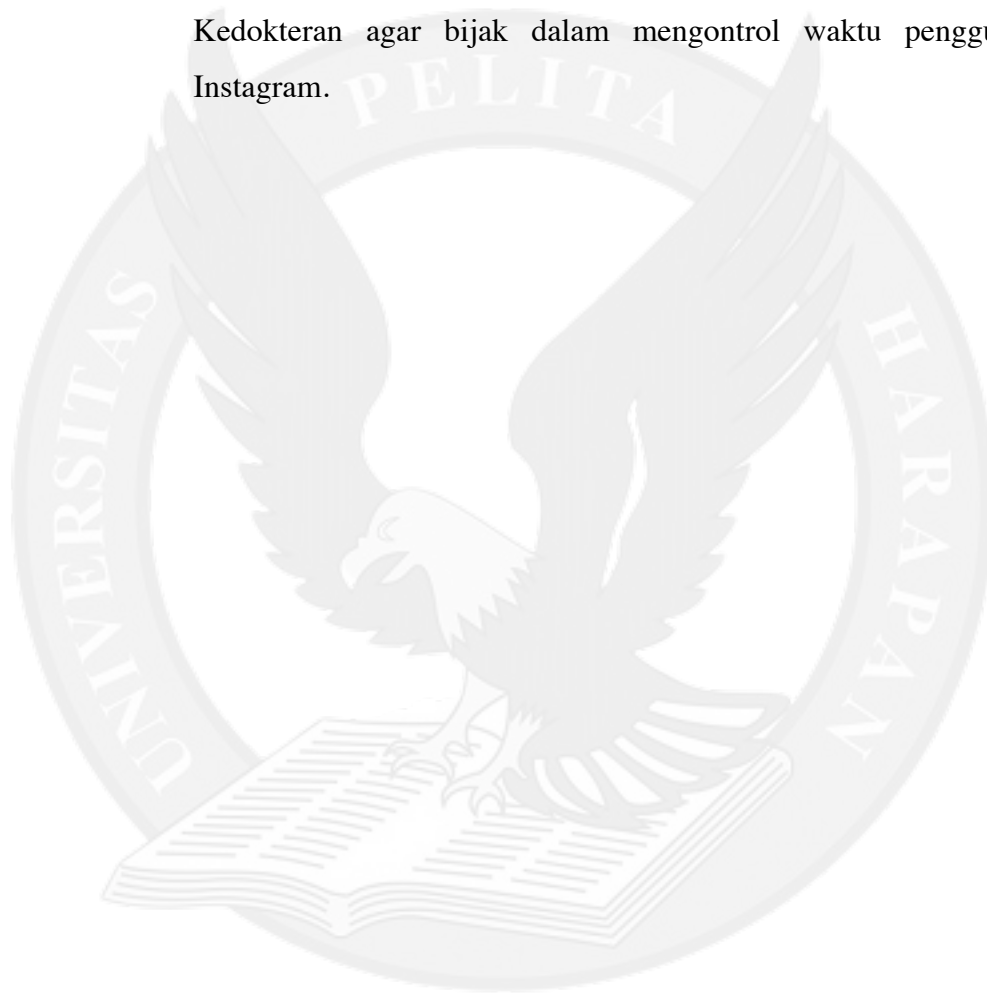 Kedokteran agar bijak dalam mengontrol waktu penggu
Instagram.
UNIVERSITAS PELITA HARAPAN